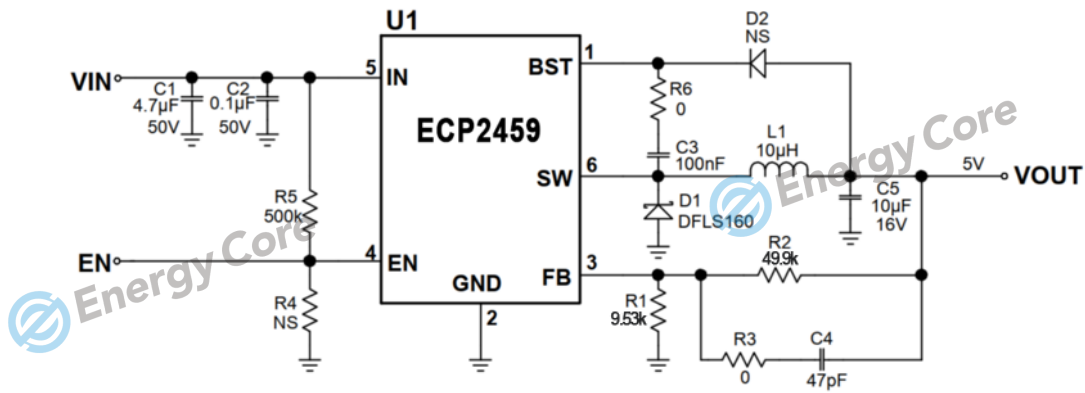 U1
VIN
C1
4.7µF
50V
C2
0.1µF
50V
5
IN
ECP2459
BST
1
D2
NS
R6
0
C3
100nF
L1
10µH
SW
6
D1
DFLS160
5V
VOUT
C5
10µF
16V
R5
500k
EN
4
EN
R4
NS
GND
2
FB
3
R1
9.53k
R2
49.9k
R3
0
C4
47pF
Energy Core
Energy Core